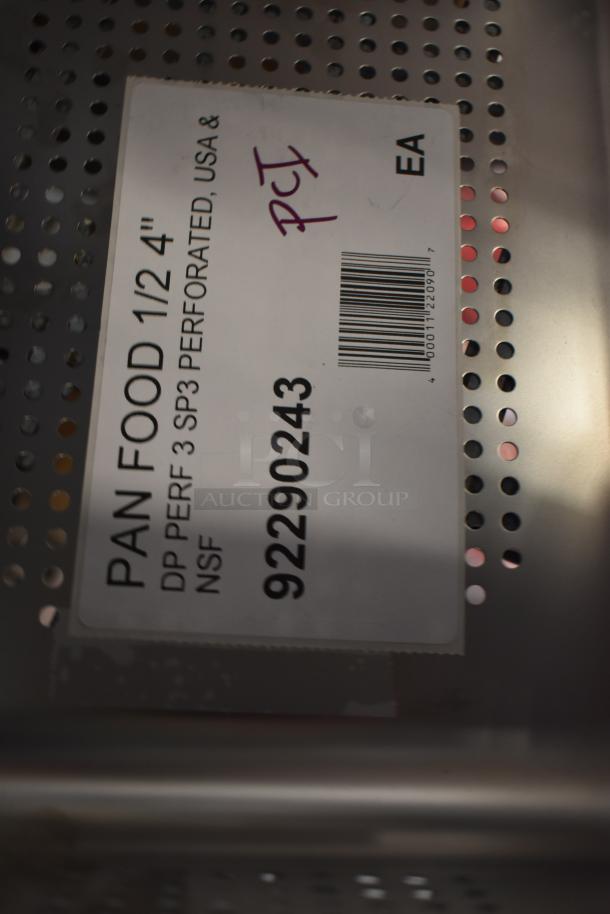 PAN FOOD 1/2 4"
DP PERF 3 SP3 PERFORATED, USA &
NSF
92290243
PCI
EA
4 00011 22090 7
PCI
AUCTION GROUP